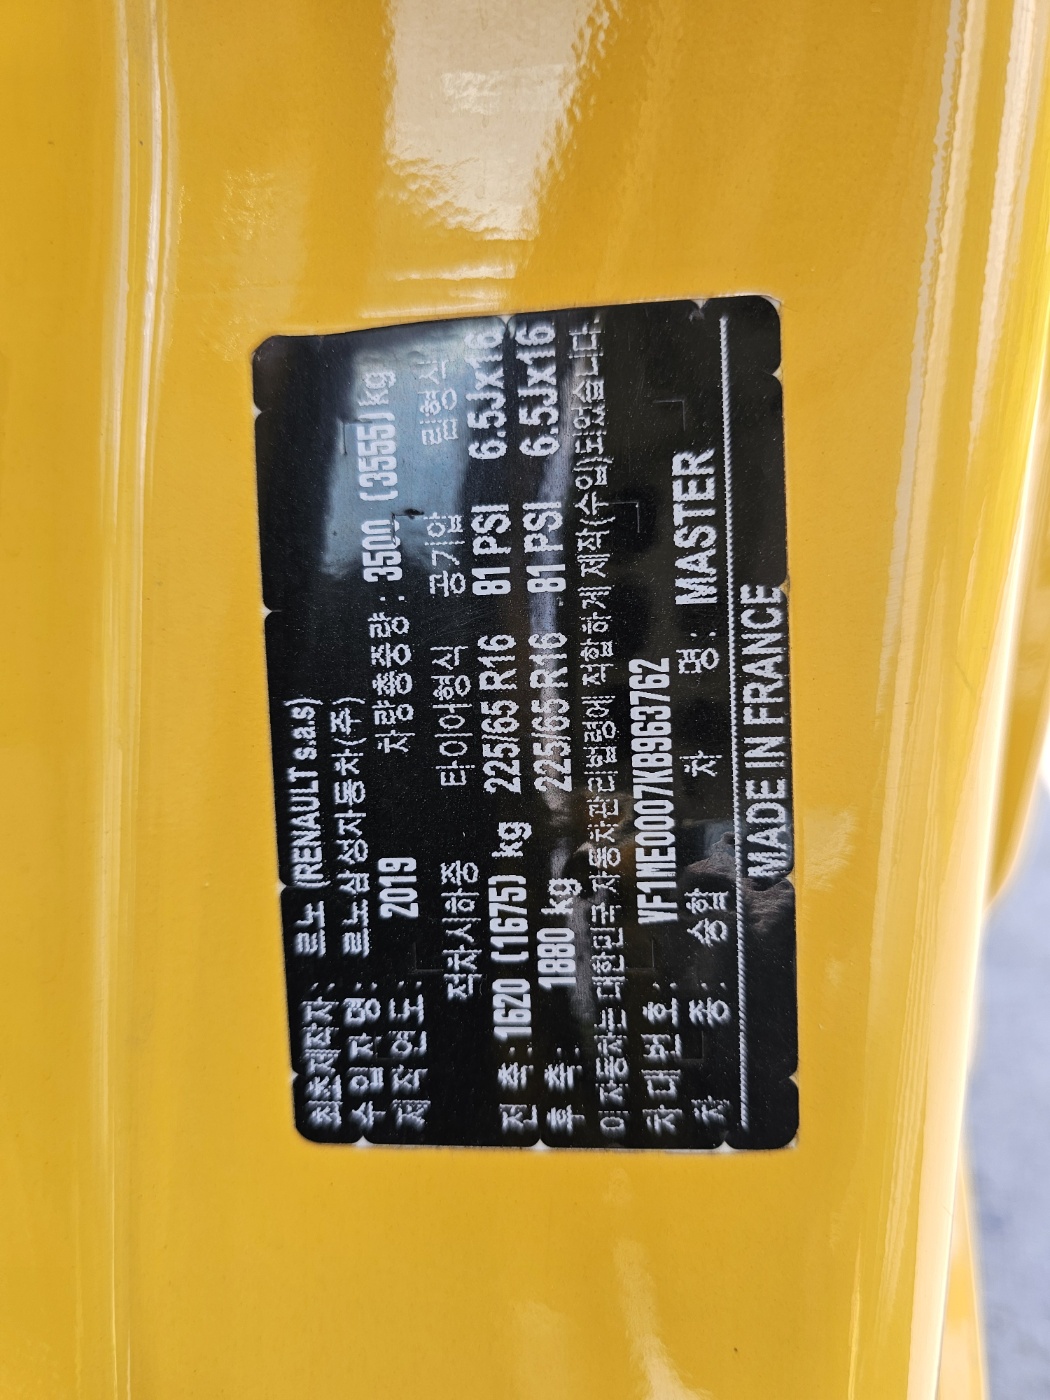 최초제작자 : 르노 (RENAULT s.a.s)
수입자명 : 르노삼성자동차(주)
제작연도 : 2019 차량총중량 : 3500 (3555) kg
적차시하중 타이어형식 공기압 림형식
전 축 : 1620 (1675) kg 225/65 R16 81 PSI 6.5Jx16
후 축 : 1880 kg 225/65 R16 81 PSI 6.5Jx16
이 자동차는 대한민국 자동차관리법령에 적합하게 제작(수입)되었습니다.
차대번호 : VF1ME0007KB963762
차 종 : 승합 차 명 : MASTER
MADE IN FRANCE